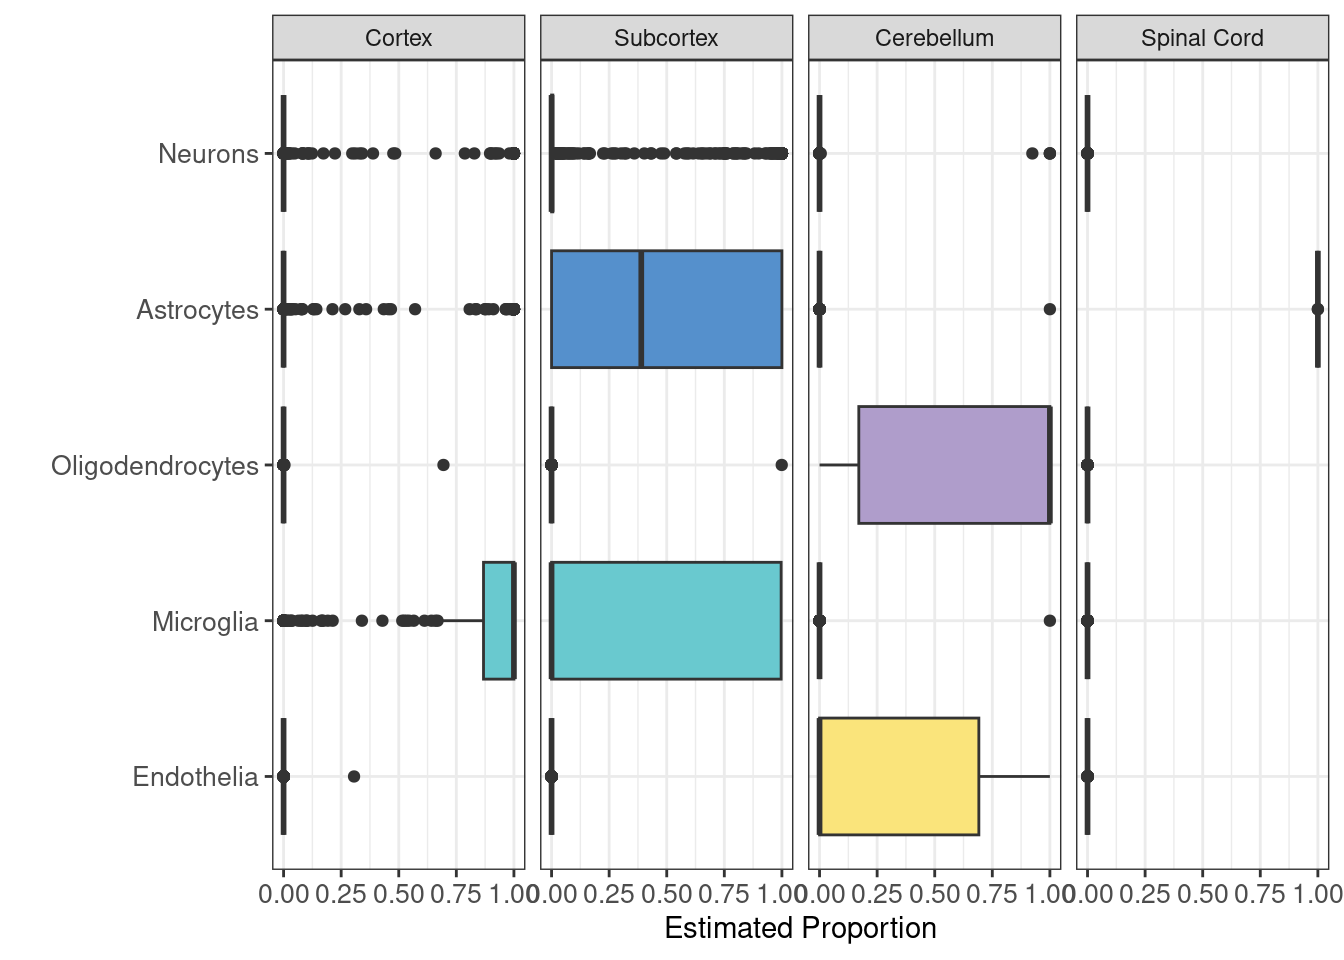 Cortex Subcortex Cerebellum Spinal Cord
Neurons
Astrocytes
Oligodendrocytes
Microglia
Endothelia
0.00 0.25 0.50 0.75 1.00 0.00 0.25 0.50 0.75 1.00 0.00 0.25 0.50 0.75 1.00 0.00 0.25 0.50 0.75 1.00
Estimated Proportion